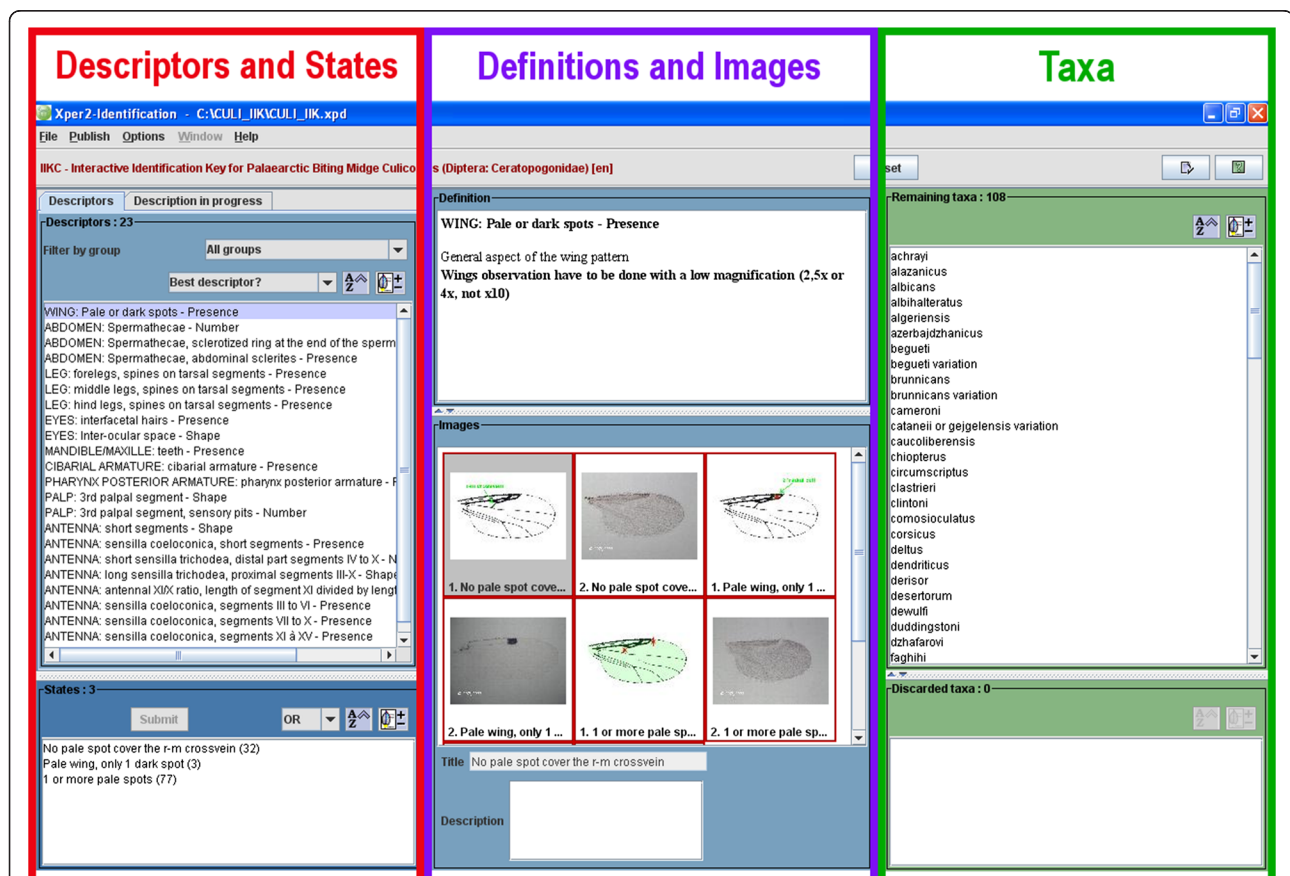 Descriptors and States
Definitions and Images
Taxa
Xper2-Identification - C:\CULI_IIK\CULI_IIK.xpd
File Publish Options Window Help
IIKC - Interactive Identification Key for Palaearctic Biting Midge Culico s (Diptera: Ceratopogonidae) [en]
set
Descriptors Description in progress
Descriptors : 23
Filter by group All groups
Best descriptor?
WING: Pale or dark spots - Presence
ABDOMEN: Spermathecae - Number
ABDOMEN: Spermathecae, sclerotized ring at the end of the sperm
ABDOMEN: Spermathecae, abdominal sclerites - Presence
LEG: forelegs, spines on tarsal segments - Presence
LEG: middle legs, spines on tarsal segments - Presence
LEG: hind legs, spines on tarsal segments - Presence
EYES: interfacetal hairs - Presence
EYES: Inter-ocular space - Shape
MANDIBLE/MAXILLE: teeth - Presence
CIBARIAL ARMATURE: cibarial armature - Presence
PHARYNX POSTERIOR ARMATURE: pharynx posterior armature - F
PALP: 3rd palpal segment - Shape
PALP: 3rd palpal segment, sensory pits - Number
ANTENNA: short segments - Shape
ANTENNA: sensilla coeloconica, short segments - Presence
ANTENNA: short sensilla trichodea, distal part segments IV to X - N
ANTENNA: long sensilla trichodea, proximal segments III-X - Shape
ANTENNA: antennal XI/X ratio, length of segment XI divided by lengt
ANTENNA: sensilla coeloconica, segments III to VI - Presence
ANTENNA: sensilla coeloconica, segments VII to X - Presence
ANTENNA: sensilla coeloconica, segments XI à XV - Presence
States : 3
Submit OR
No pale spot cover the r-m crossvein (32)
Pale wing, only 1 dark spot (3)
1 or more pale spots (77)
Definition
WING: Pale or dark spots - Presence
General aspect of the wing pattern
Wings observation have to be done with a low magnification (2,5x or
4x, not x10)
Images
1. No pale spot cove... 2. No pale spot cove... 1. Pale wing, only 1 ...
2. Pale wing, only 1 ... 1. 1 or more pale sp... 2. 1 or more pale sp...
Title No pale spot cover the r-m crossvein
Description
Remaining taxa : 108
achrayi
alazanicus
albicans
albihalteratus
algeriensis
azerbajdzhanicus
begueti
begueti variation
brunnicans
brunnicans variation
cameroni
cataneii or gejgelensis variation
caucoliberensis
chiopterus
circumscriptus
clastrieri
clintoni
comosioculatus
corsicus
deltus
dendriticus
derisor
desertorum
dewulfi
duddingstoni
dzhafarovi
faghihi
Discarded taxa : 0